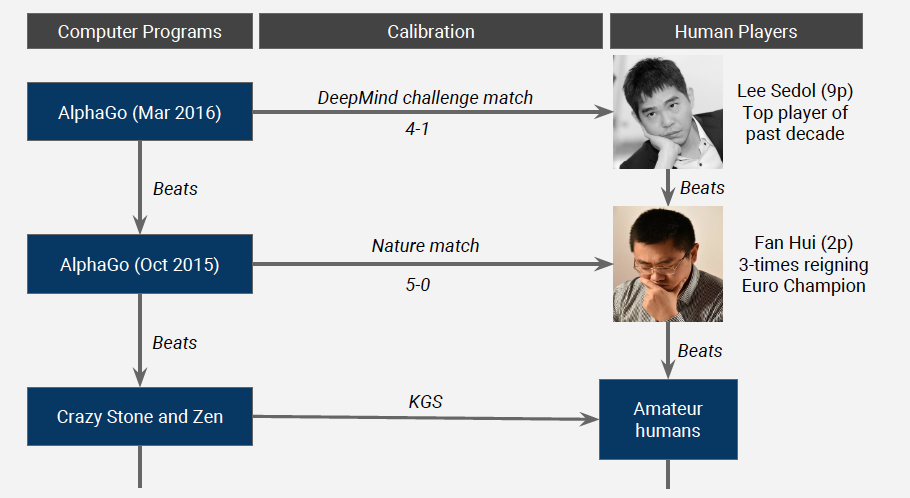 Computer Programs
Calibration
Human Players
AlphaGo (Mar 2016)
DeepMind challenge match
4-1
Lee Sedol (9p)
Top player of
past decade
Beats
Beats
AlphaGo (Oct 2015)
Nature match
5-0
Fan Hui (2p)
3-times reigning
Euro Champion
Beats
Beats
Crazy Stone and Zen
KGS
Amateur
humans